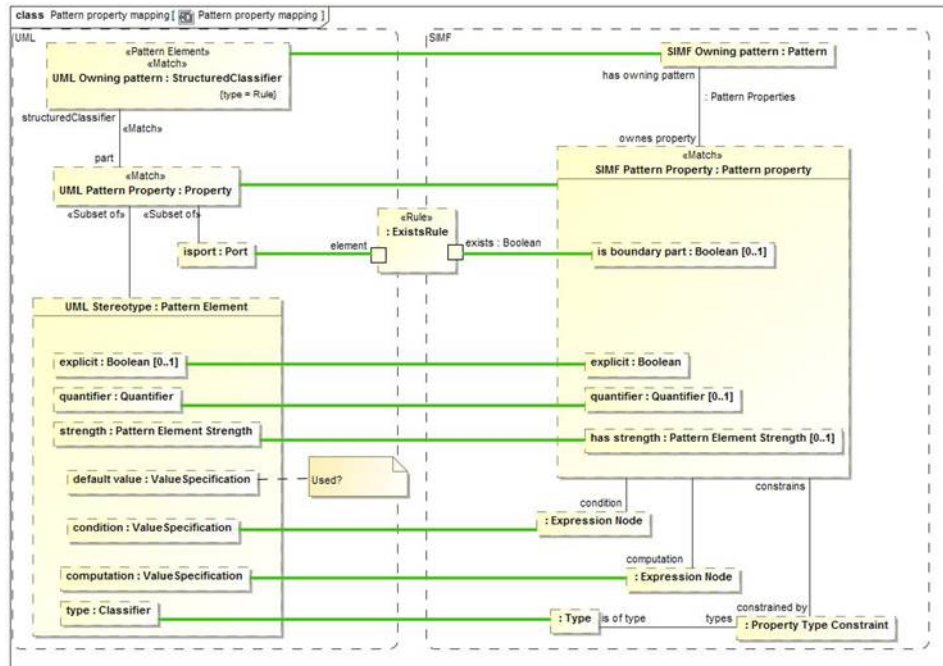 class Pattern property mapping [ Pattern property mapping ]
UML
SIMF
«Pattern Element»
«Match»
UML Owning pattern : StructuredClassifier
{type = Rule}
SIMF Owning pattern : Pattern
has owning pattern
: Pattern Properties
structuredClassifier
«Match»
part
ownes property
«Match»
UML Pattern Property : Property
«Match»
SIMF Pattern Property : Pattern property
«Subset of»
«Subset of»
«Rule»
: ExistsRule
isport : Port
element
exists : Boolean
is boundary part : Boolean [0..1]
UML Stereotype : Pattern Element
explicit : Boolean [0..1]
explicit : Boolean
quantifier : Quantifier
quantifier : Quantifier [0..1]
strength : Pattern Element Strength
has strength : Pattern Element Strength [0..1]
default value : ValueSpecification
Used?
constrains
condition
condition : ValueSpecification
: Expression Node
computation
computation : ValueSpecification
: Expression Node
type : Classifier
: Type
is of type
types
constrained by
: Property Type Constraint